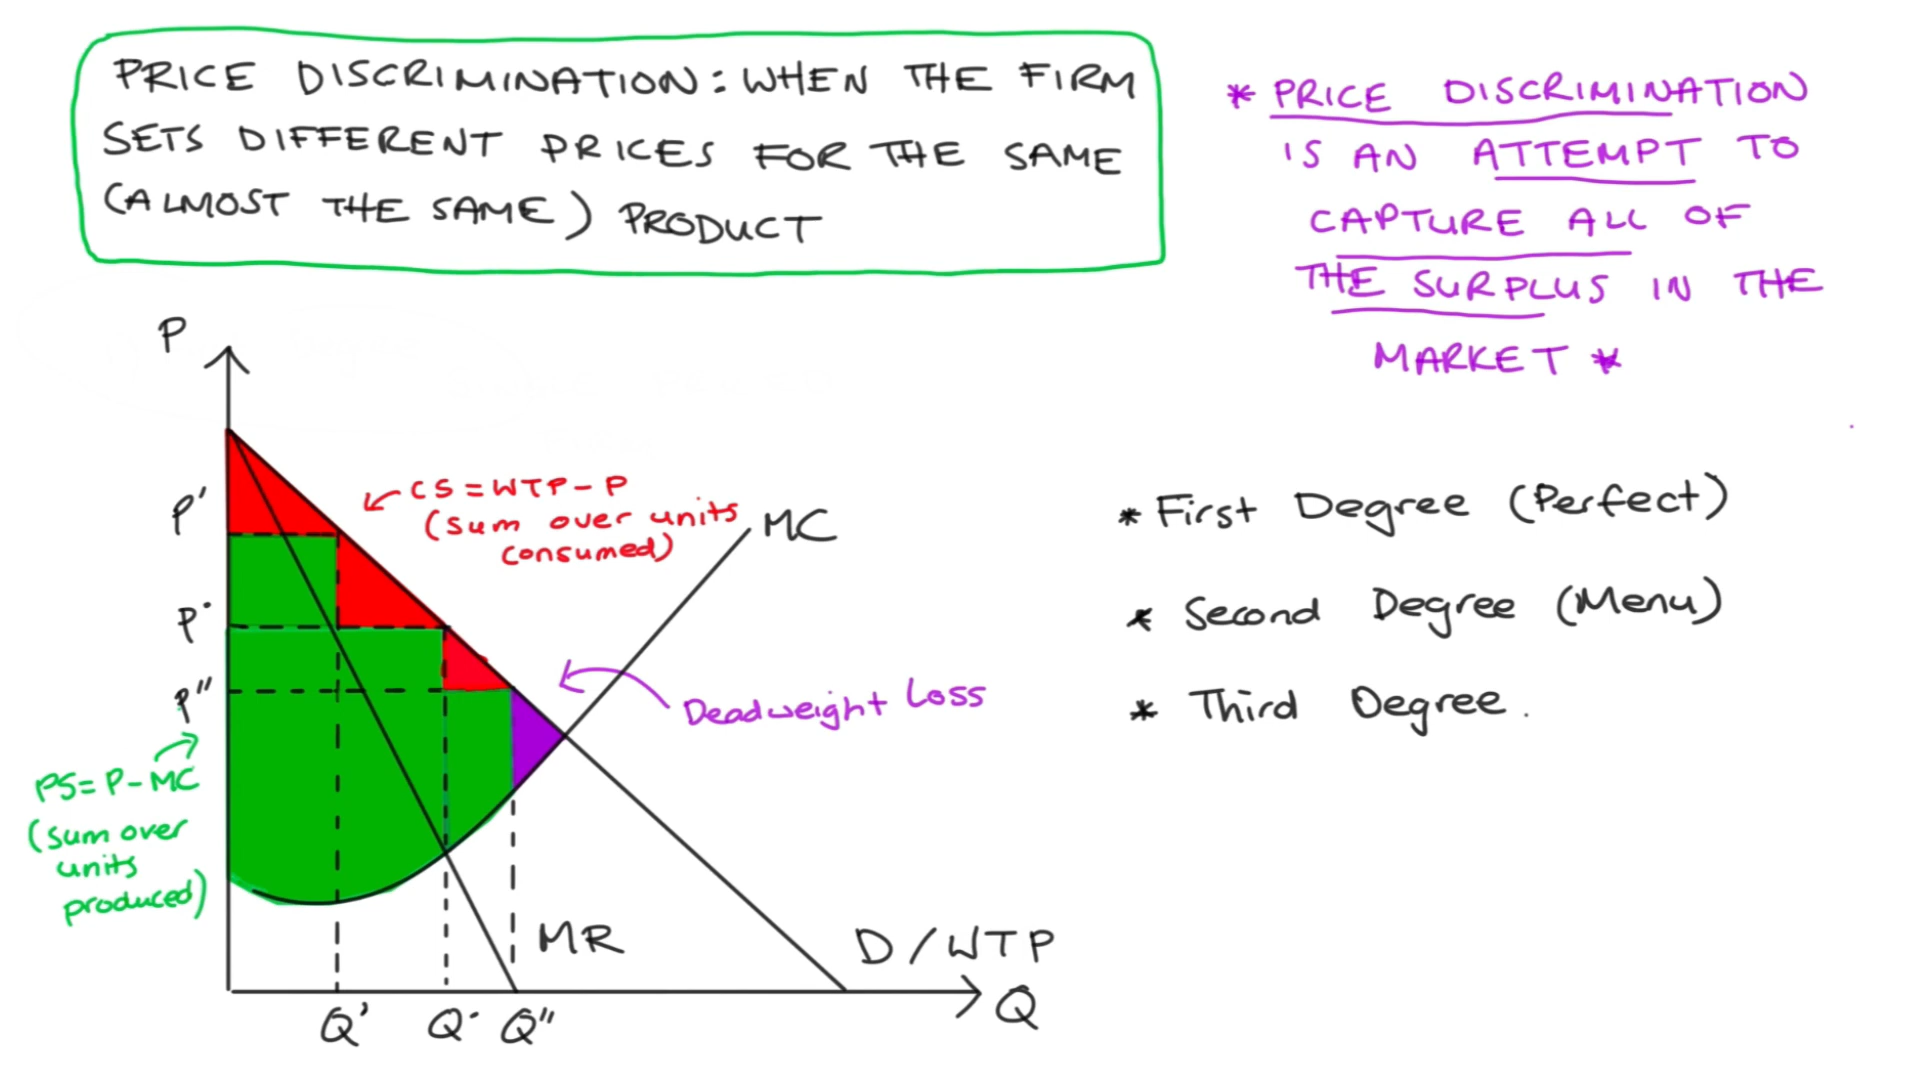 PRICE DISCRIMINATION: WHEN THE FIRM
SETS DIFFERENT PRICES FOR THE SAME
(ALMOST THE SAME) PRODUCT
* PRICE DISCRIMINATION
IS AN ATTEMPT TO
CAPTURE ALL OF
THE SURPLUS IN THE
MARKET *
P
P'
P·
P"
CS = WTP - P
(sum over units
consumed)
MC
Deadweight Loss
PS = P - MC
(sum over
units
produced)
MR
D/WTP
Q
Q'
Q·
Q"
* First Degree (Perfect)
* Second Degree (Menu)
* Third Degree.